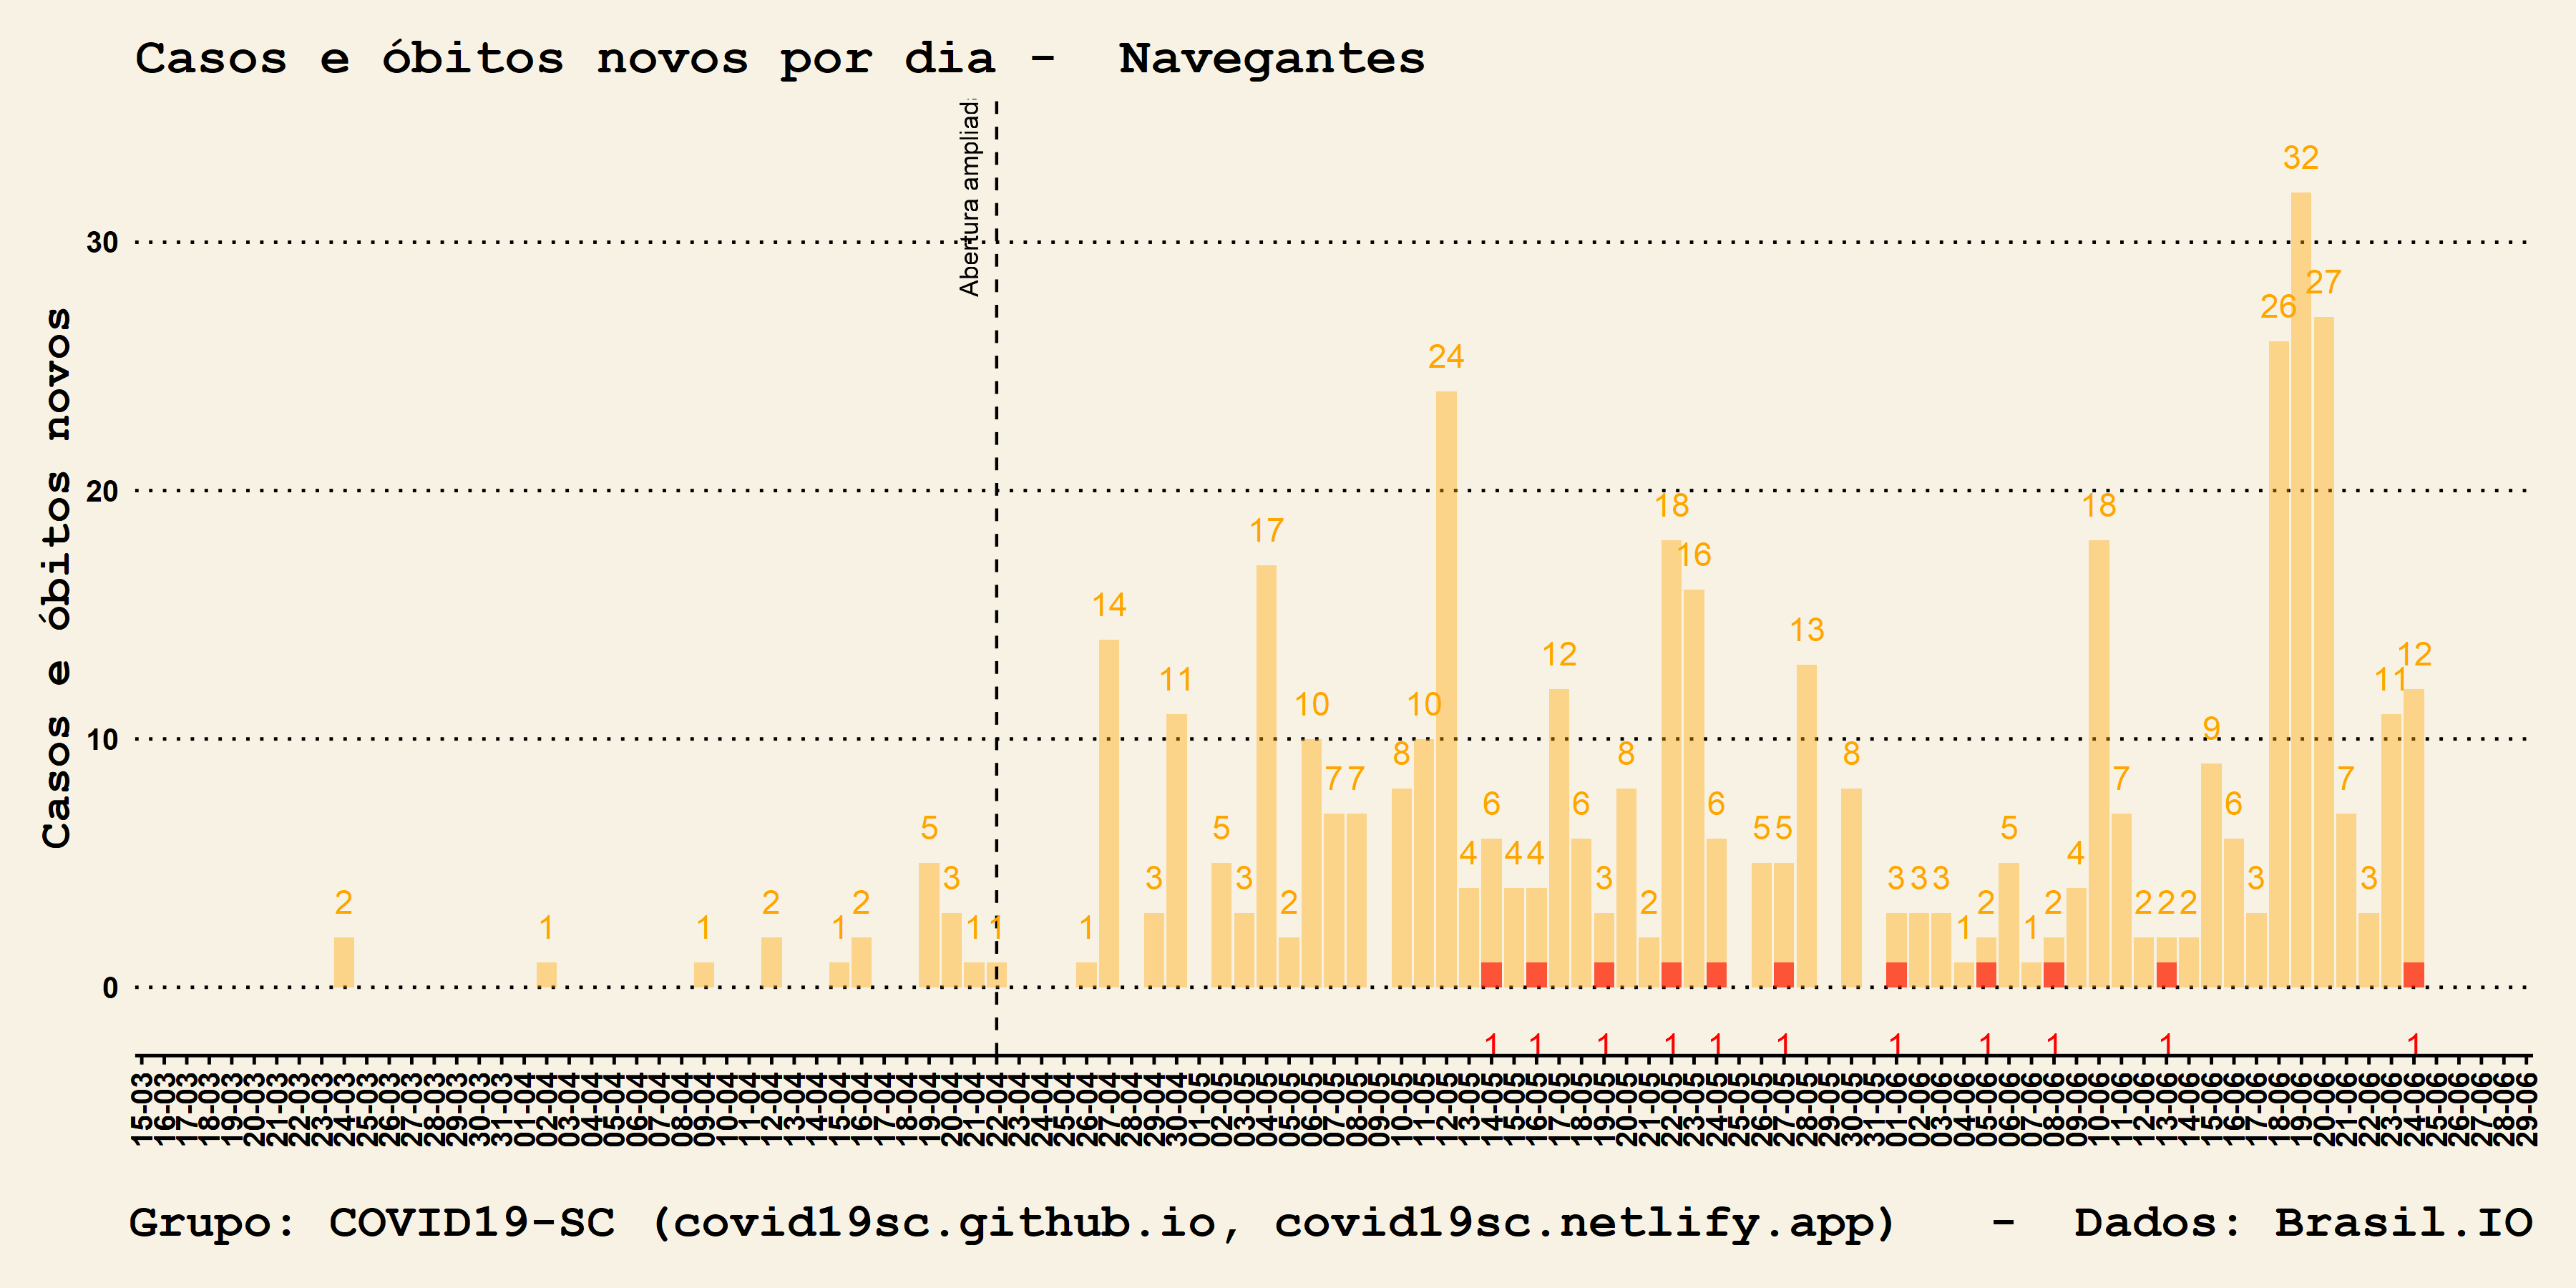 Casos e óbitos novos por dia -  Navegantes
Abertura ampliad
Casos e óbitos novos
30
20
10
0
2 1 1 2 1 2 5 3 1 1 1 14 3 11 5 3 17 2 10 7 7 8 10 24 4 6 4 4 12 6 3 8 2 18 16 6 5 5 13 8 3 3 3 1 2 5 1 2 4 18 7 2 2 2 9 6 3 26 32 27 7 3 11 12
1 1 1 1 1 1 1 1 1 1 1
15-03 16-03 17-03 18-03 19-03 20-03 21-03 22-03 23-03 24-03 25-03 26-03 27-03 28-03 29-03 30-03 31-03 01-04 02-04 03-04 04-04 05-04 06-04 07-04 08-04 09-04 10-04 11-04 12-04 13-04 14-04 15-04 16-04 17-04 18-04 19-04 20-04 21-04 22-04 23-04 24-04 25-04 26-04 27-04 28-04 29-04 30-04 01-05 02-05 03-05 04-05 05-05 06-05 07-05 08-05 09-05 10-05 11-05 12-05 13-05 14-05 15-05 16-05 17-05 18-05 19-05 20-05 21-05 22-05 23-05 24-05 25-05 26-05 27-05 28-05 29-05 30-05 31-05 01-06 02-06 03-06 04-06 05-06 06-06 07-06 08-06 09-06 10-06 11-06 12-06 13-06 14-06 15-06 16-06 17-06 18-06 19-06 20-06 21-06 22-06 23-06 24-06 25-06 26-06 27-06 28-06 29-06
Grupo: COVID19-SC (covid19sc.github.io, covid19sc.netlify.app)   -  Dados: Brasil.IO